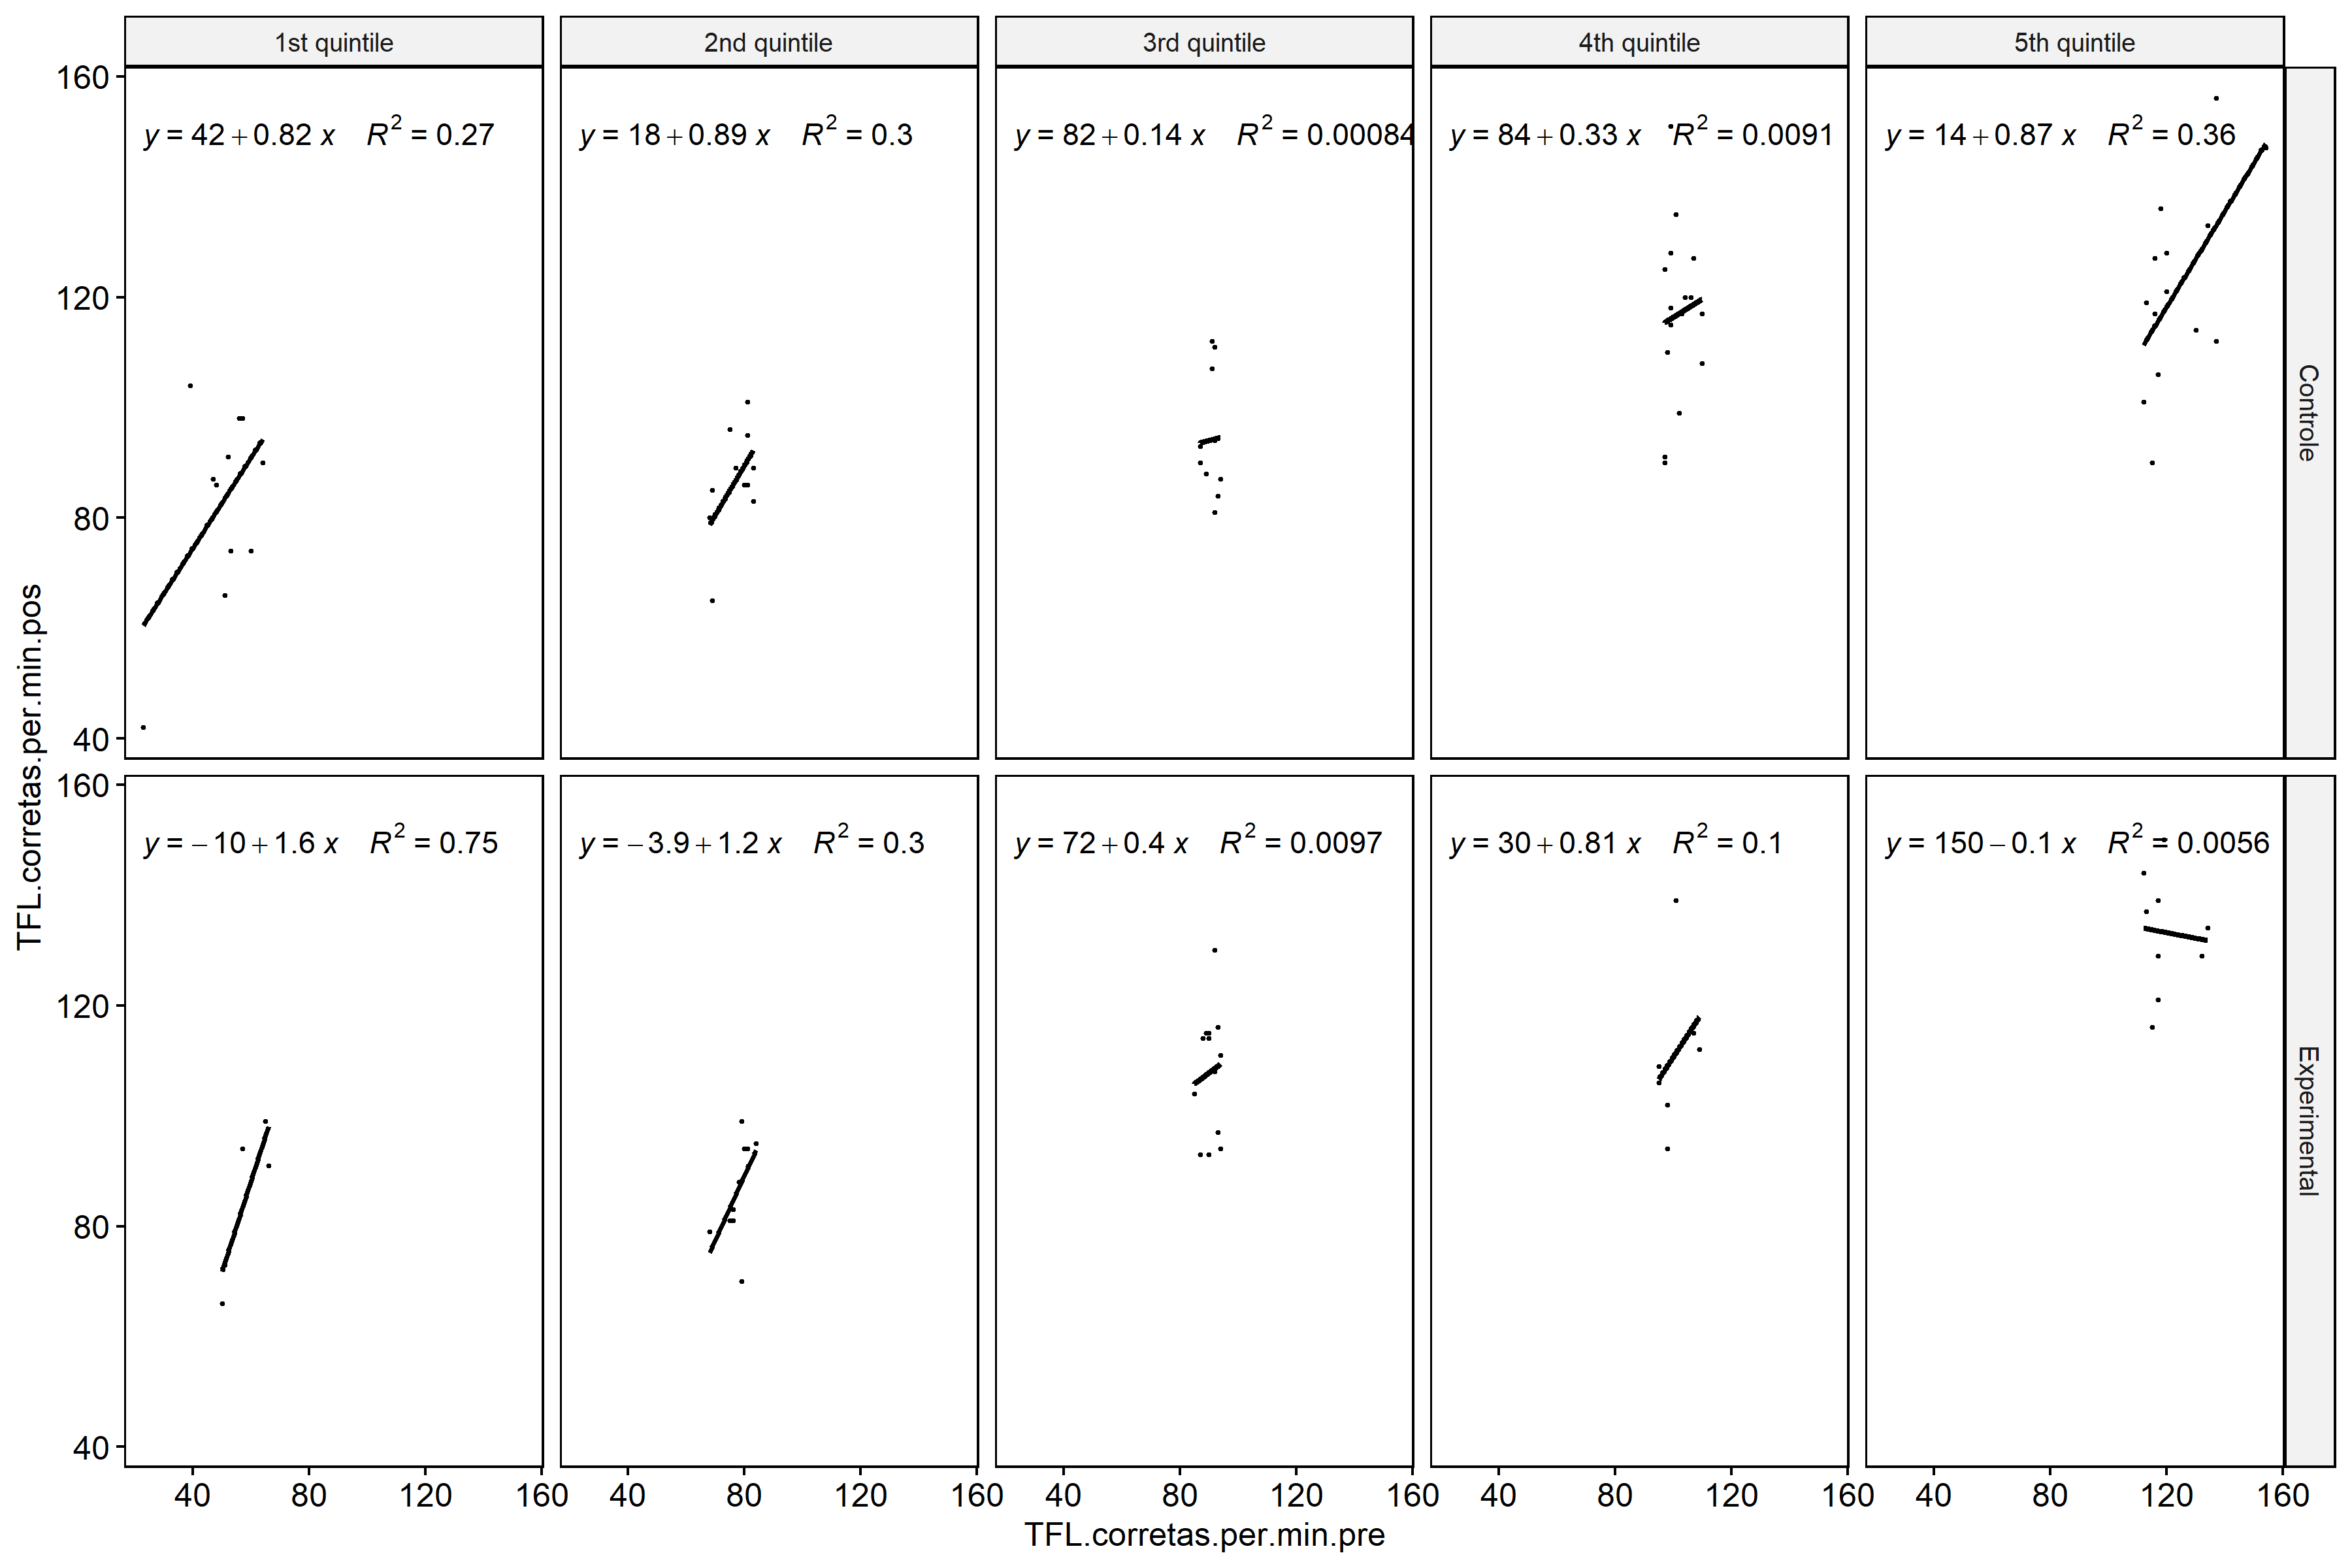 1st quintile 2nd quintile 3rd quintile 4th quintile 5th quintile
160
y = 42 + 0.82 x R² = 0.27
y = 18 + 0.89 x R² = 0.3
y = 82 + 0.14 x R² = 0.00084
y = 84 + 0.33 x R² = 0.0091
y = 14 + 0.87 x R² = 0.36
120
80
40
Controle
160
y = − 10 + 1.6 x R² = 0.75
y = − 3.9 + 1.2 x R² = 0.3
y = 72 + 0.4 x R² = 0.0097
y = 30 + 0.81 x R² = 0.1
y = 150 − 0.1 x R² = 0.0056
120
80
40
Experimental
TFL.corretas.per.min.pos
40 80 120 160 40 80 120 160 40 80 120 160 40 80 120 160 40 80 120 160
TFL.corretas.per.min.pre